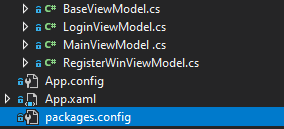 C# BaseViewModel.cs
C# LoginViewModel.cs
C# MainViewModel .cs
C# RegisterWinViewModel.cs
App.config
App.xaml
packages.config